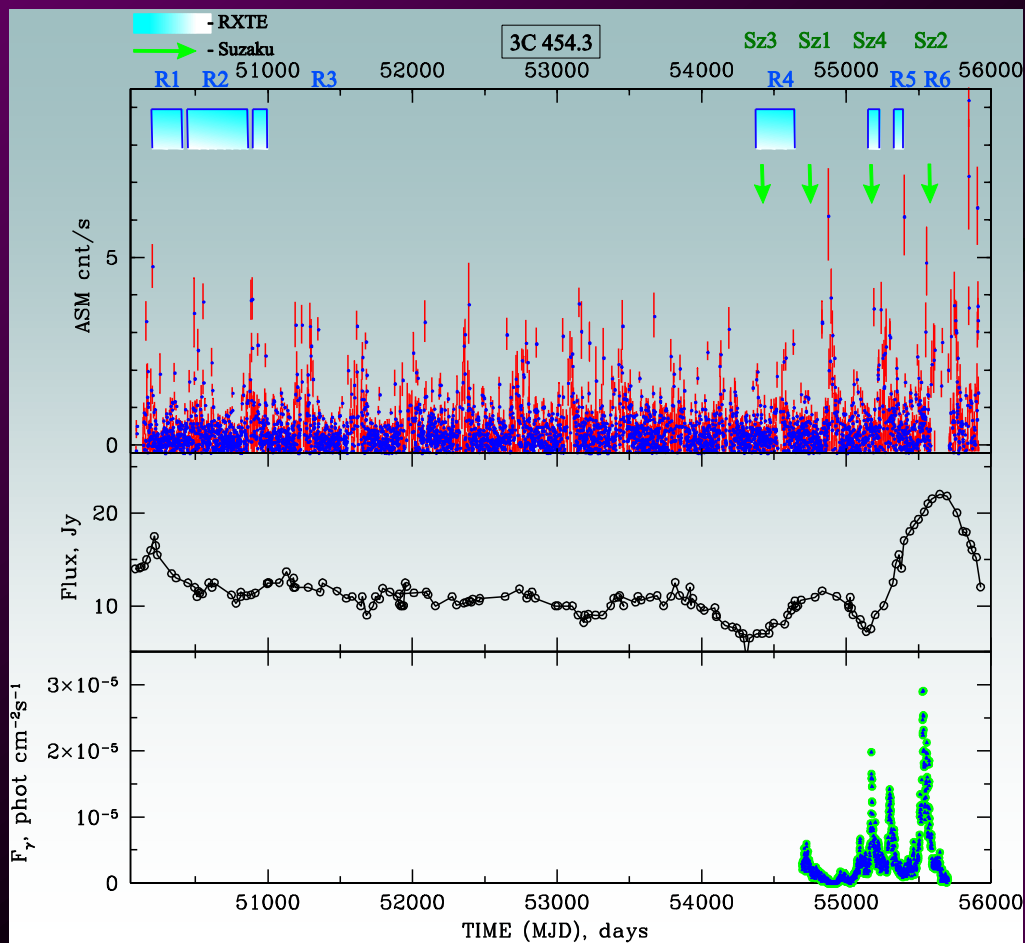 - RXTE
- Suzaku
3C 454.3
Sz3 Sz1 Sz4 Sz2
51000 52000 53000 54000 55000 56000
R1 R2 R3 R4 R5 R6
ASM cnt/s
5
0
Flux, Jy
20
10
F_γ, phot cm⁻²s⁻¹
3×10⁻⁵
2×10⁻⁵
10⁻⁵
0
51000 52000 53000 54000 55000 56000
TIME (MJD), days